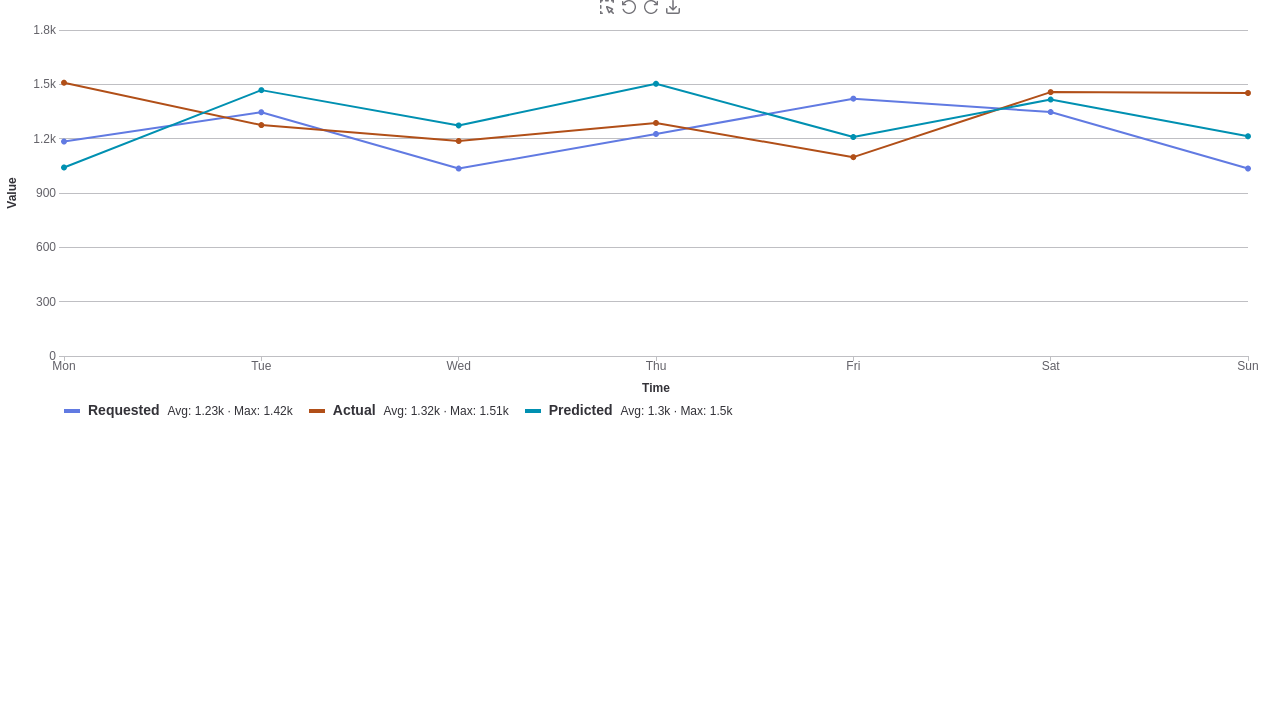 1.8k
1.5k
1.2k
900
600
300
0
Value
Mon Tue Wed Thu Fri Sat Sun
Time
Requested Avg: 1.23k · Max: 1.42k Actual Avg: 1.32k · Max: 1.51k Predicted Avg: 1.3k · Max: 1.5k